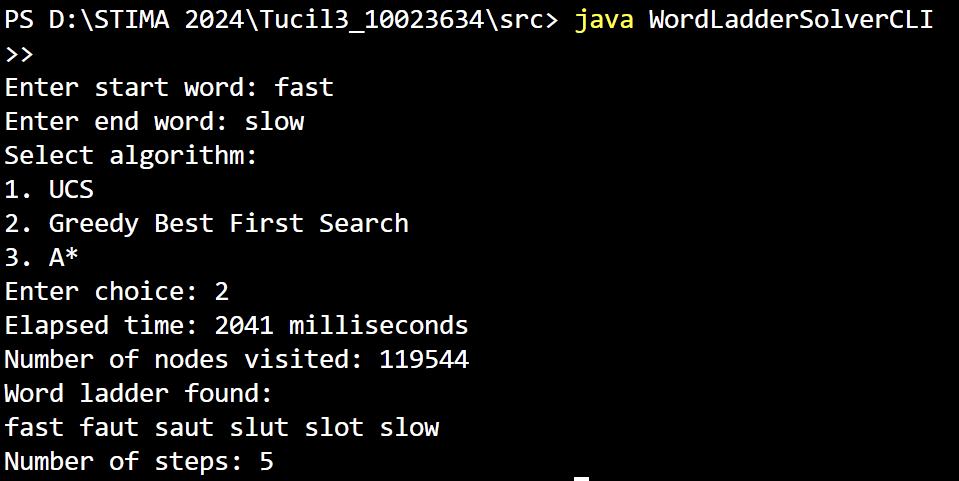 PS D:\STIMA 2024\Tucil3_10023634\src> java WordLadderSolverCLI
>>
Enter start word: fast
Enter end word: slow
Select algorithm:
1. UCS
2. Greedy Best First Search
3. A*
Enter choice: 2
Elapsed time: 2041 milliseconds
Number of nodes visited: 119544
Word ladder found:
fast faut saut slut slot slow
Number of steps: 5